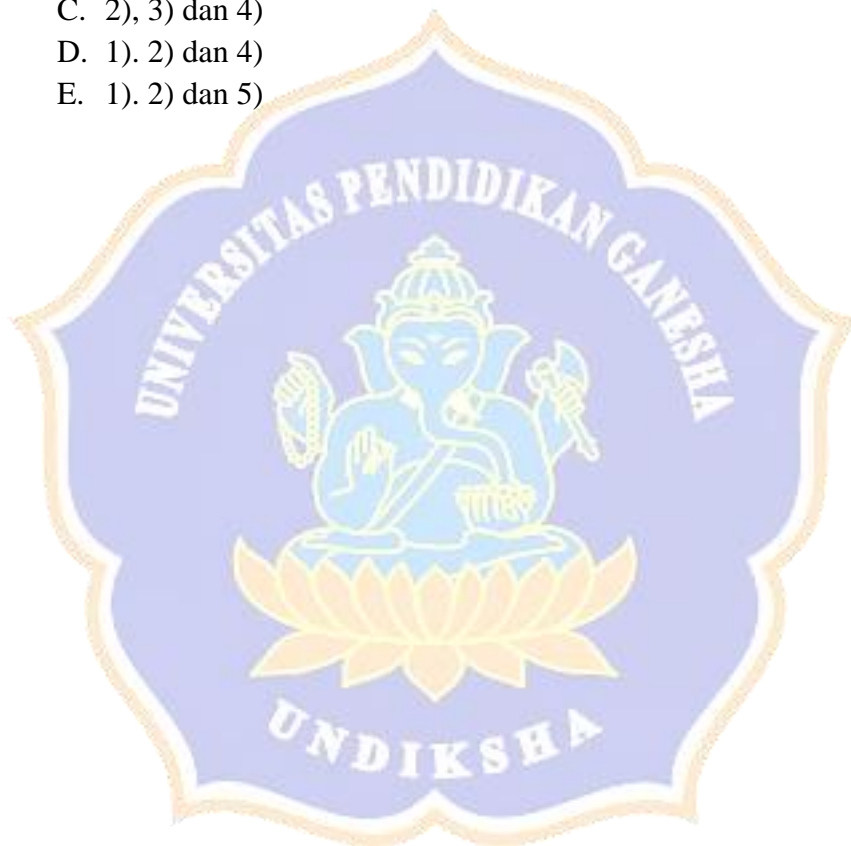 C. 2), 3) dan 4)
D. 1). 2) dan 4)
E. 1). 2) dan 5)
UNIVERSITAS PENDIDIKAN GANESHA
UNDIKSHA